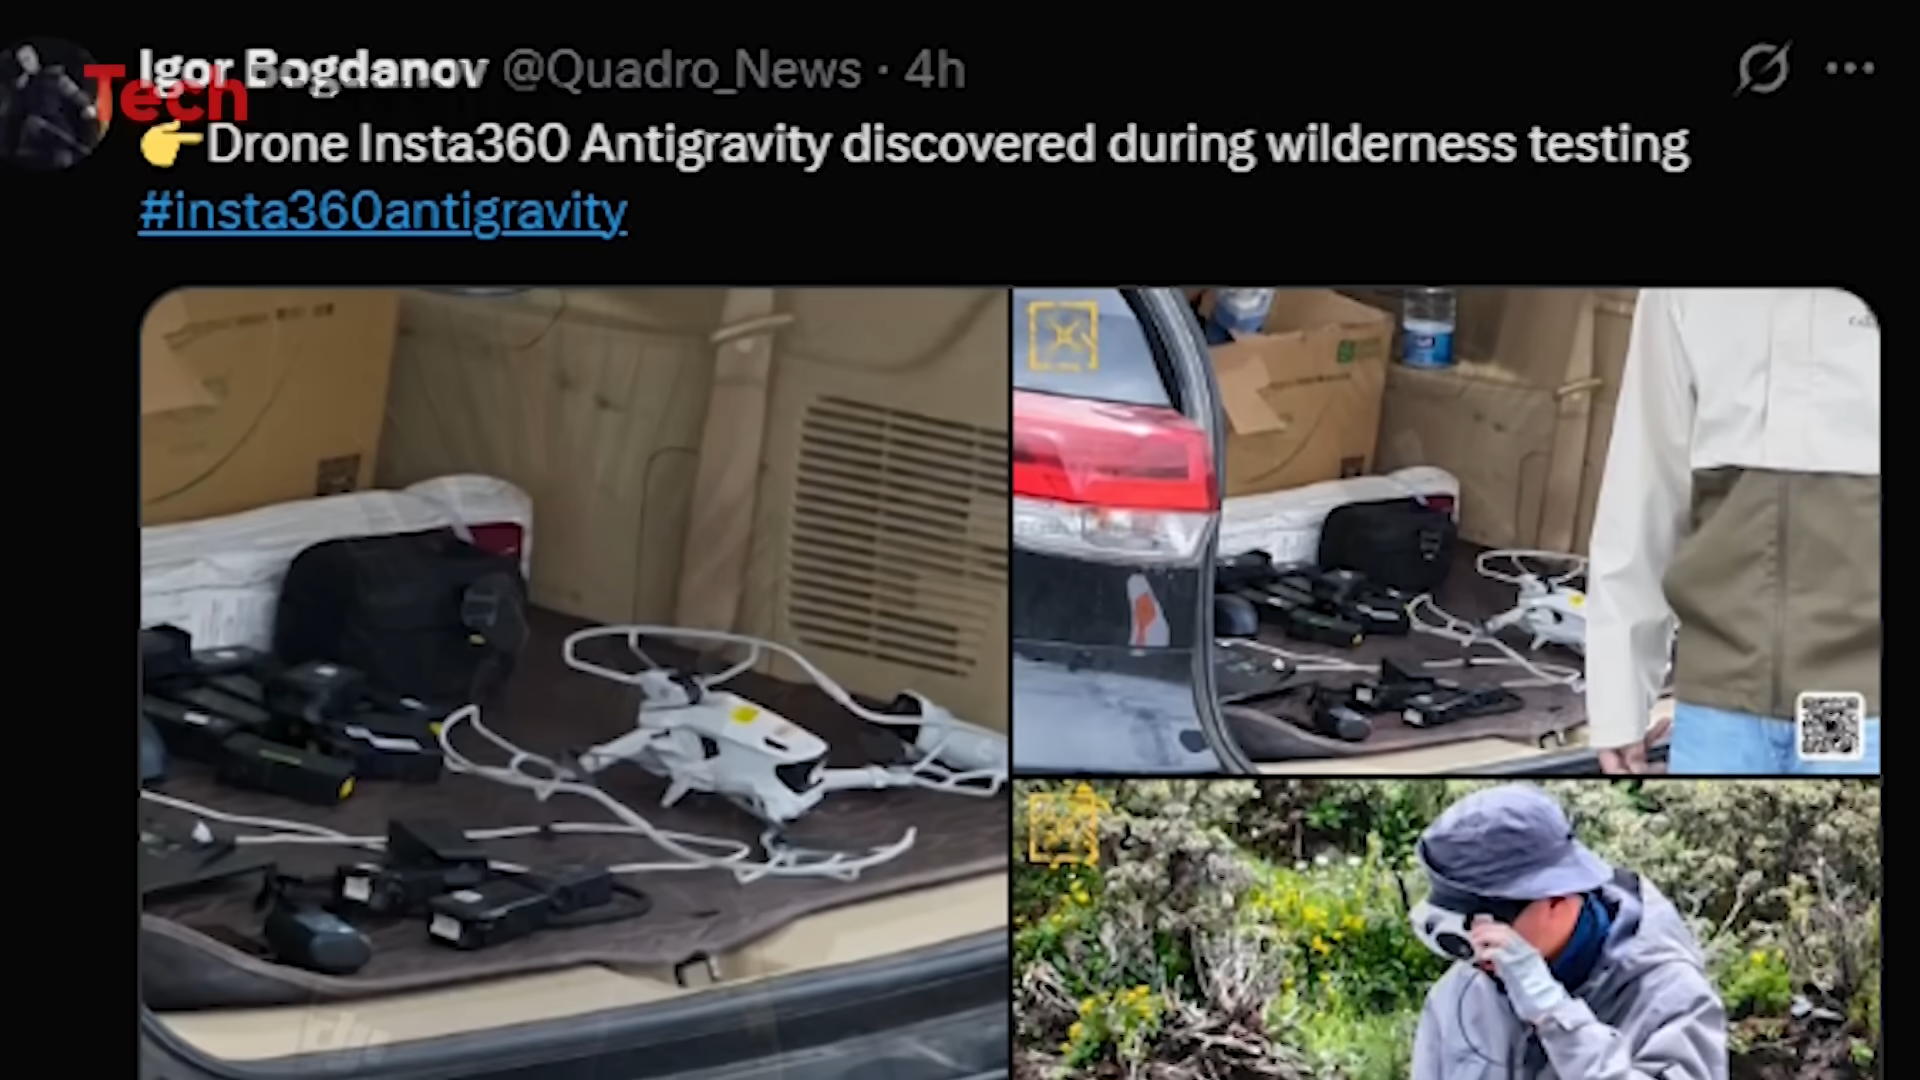 Igor Bogdanov @Quadro_News · 4h
Tech
👉Drone Insta360 Antigravity discovered during wilderness testing
#insta360antigravity